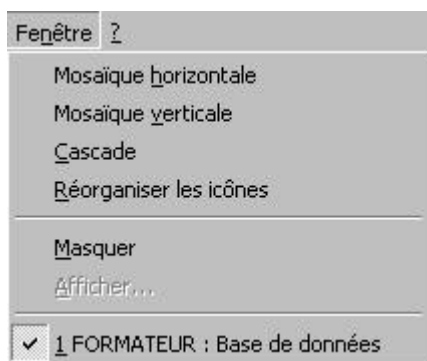 Fenêtre ?
Mosaïque horizontale
Mosaïque verticale
Cascade
Réorganiser les icônes
Masquer
Afficher...
1 FORMATEUR : Base de données